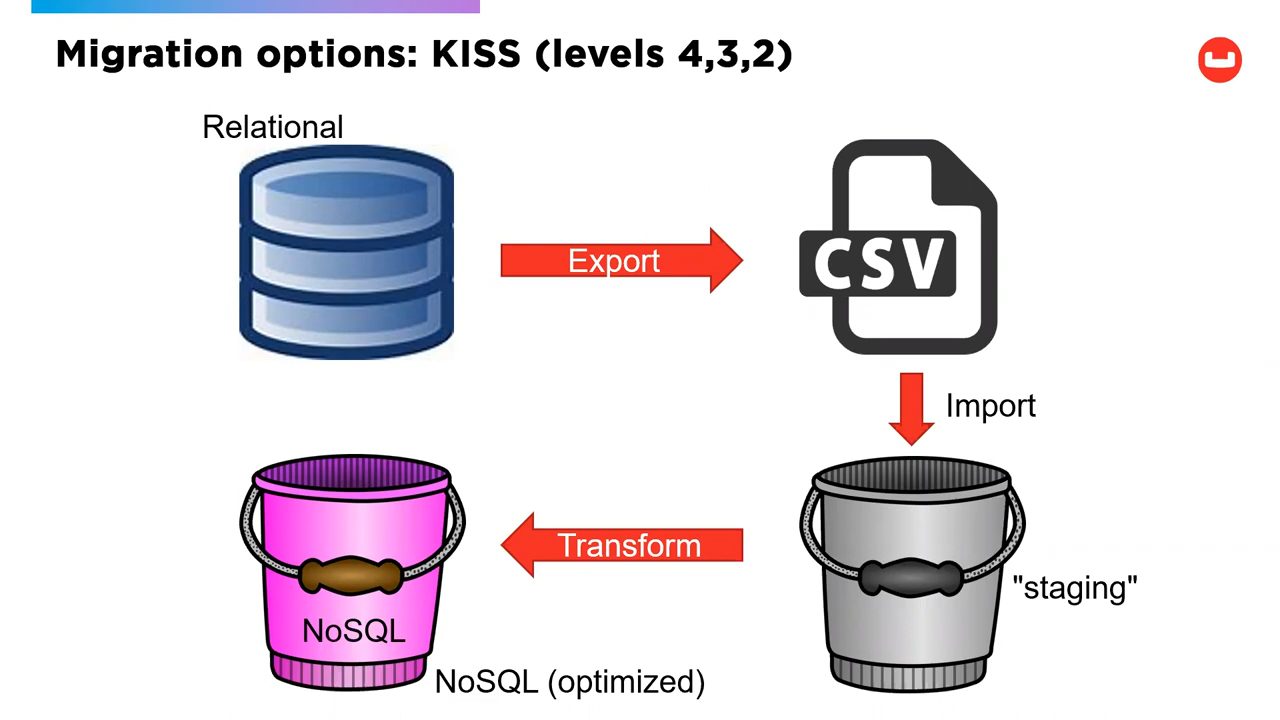 Migration options: KISS (levels 4,3,2)
Relational
Export
CSV
Import
Transform
"staging"
NoSQL
NoSQL (optimized)